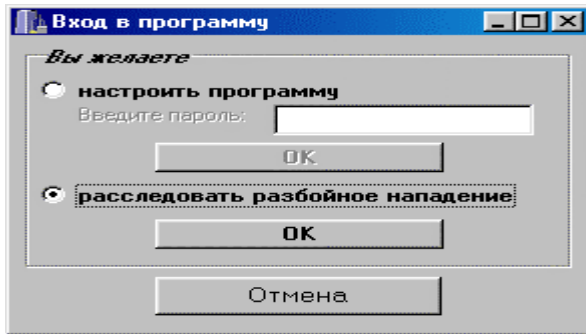 Вход в программу
Вы желаете
настроить программу
Введите пароль:
OK
расследовать разбойное нападение
OK
Отмена